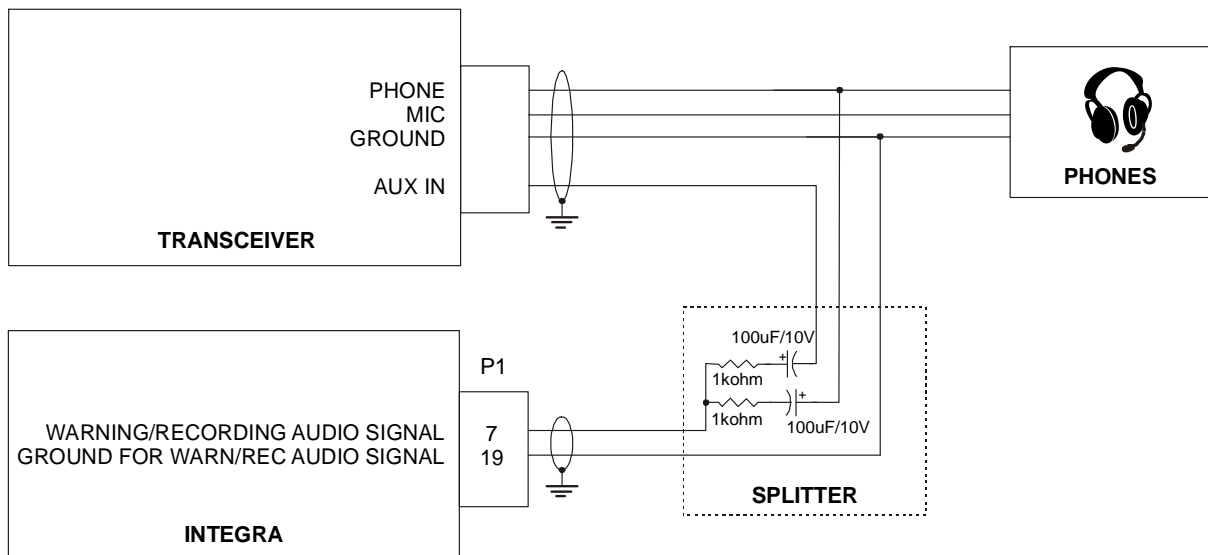 PHONE
MIC
GROUND
AUX IN
TRANSCEIVER
PHONES
100uF/10V
+
1kohm
+
1kohm
100uF/10V
SPLITTER
P1
WARNING/RECORDING AUDIO SIGNAL 7
GROUND FOR WARN/REC AUDIO SIGNAL 19
INTEGRA